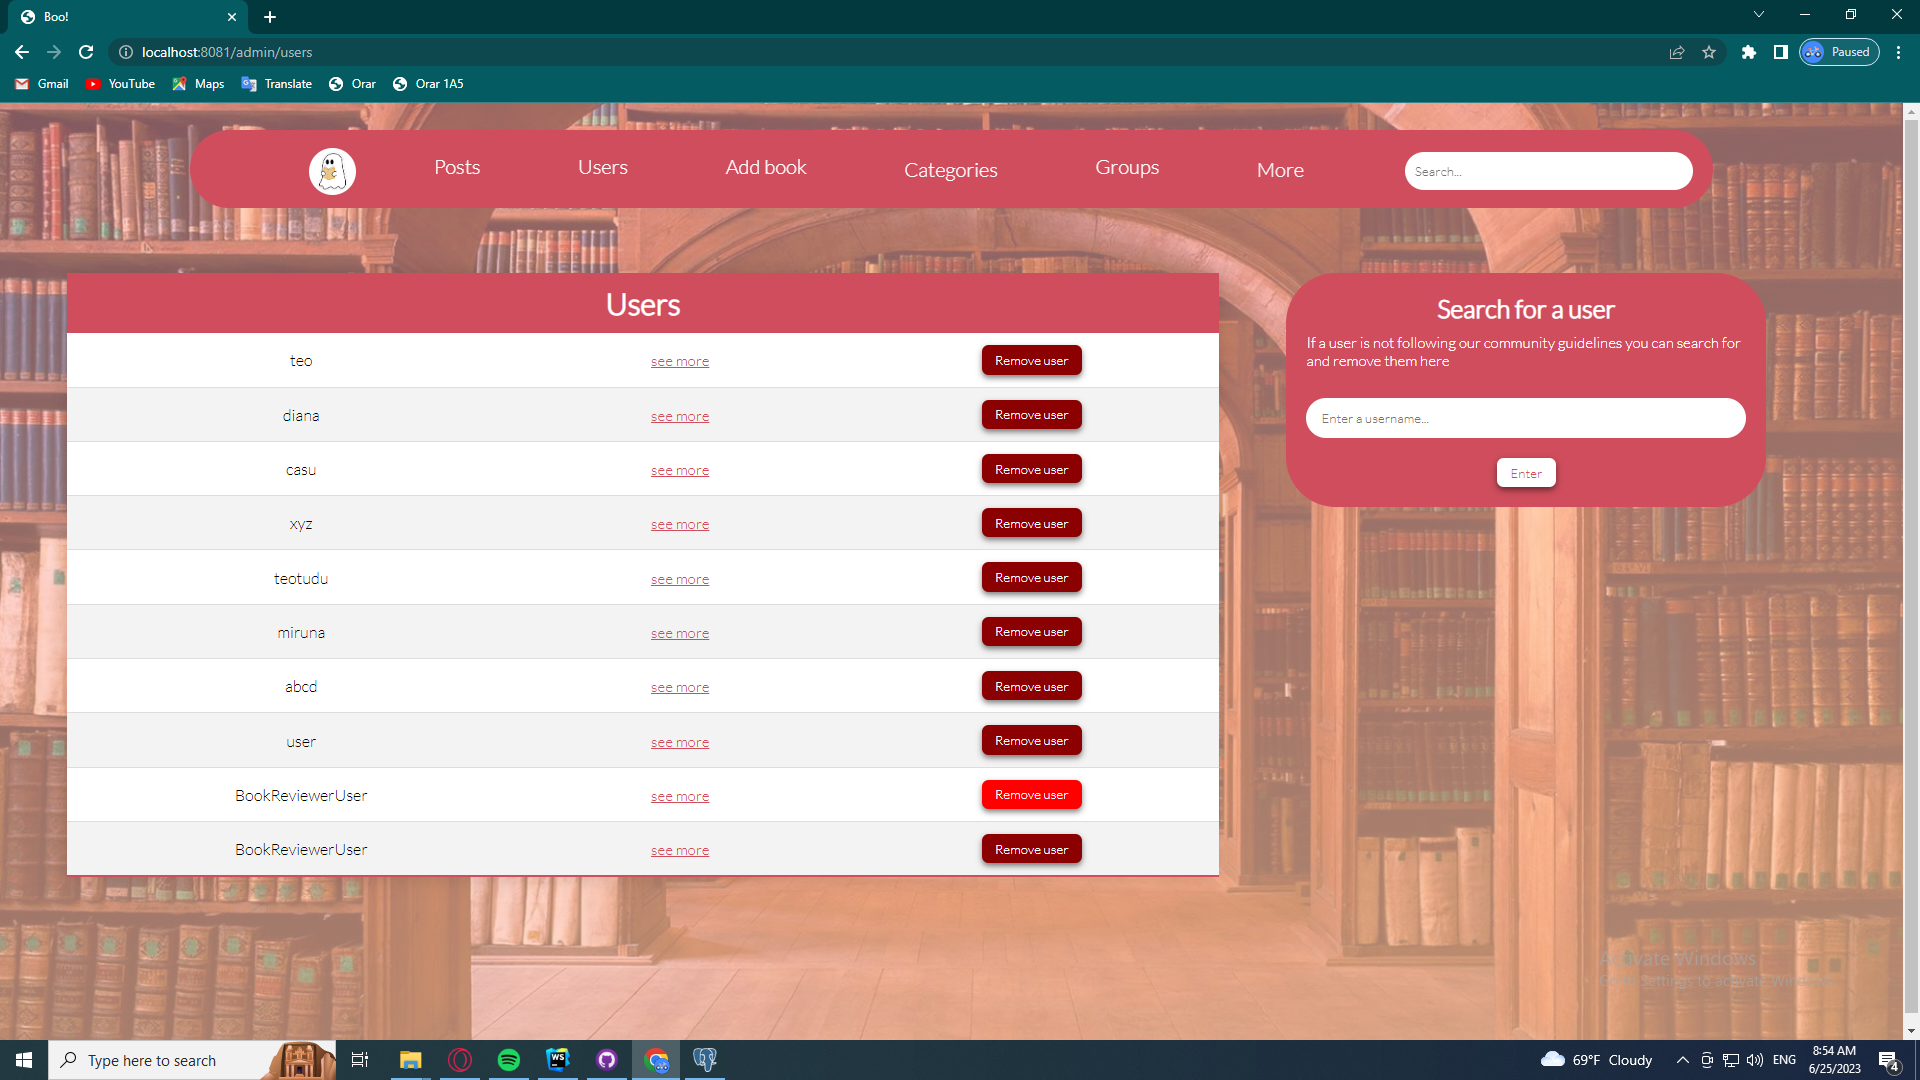 Boo!
localhost:8081/admin/users
Paused
Gmail
YouTube
Maps
Translate
Orar
Orar 1A5
Posts
Users
Add book
Categories
Groups
More
Search...
Users
teo see more Remove user
diana see more Remove user
casu see more Remove user
xyz see more Remove user
teotudu see more Remove user
miruna see more Remove user
abcd see more Remove user
user see more Remove user
BookReviewerUser see more Remove user
BookReviewerUser see more Remove user
Search for a user
If a user is not following our community guidelines you can search for
and remove them here
Enter a username...
Enter
Activate Windows
Go to Settings to activate Windows.
Type here to search
WS
69°F Cloudy
ENG
8:54 AM
6/25/2023
4